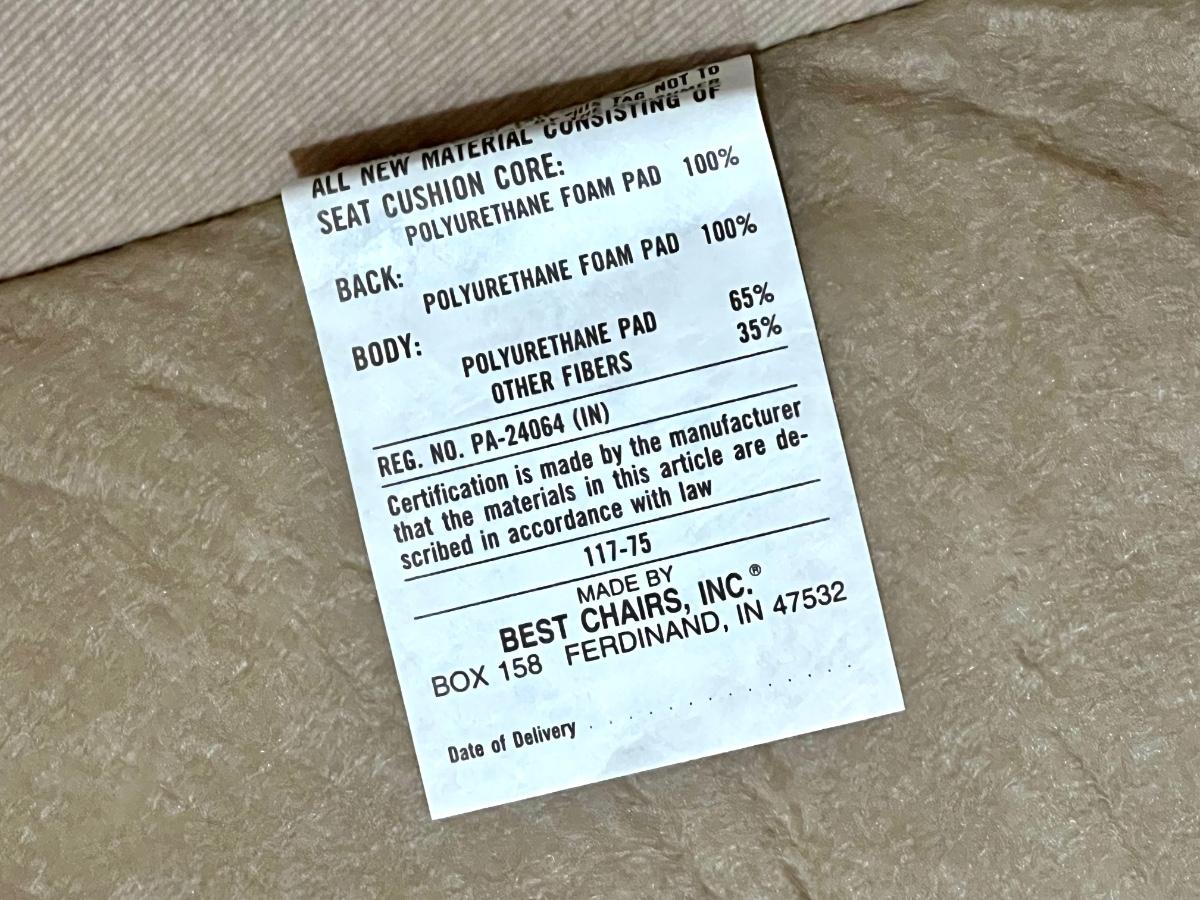 TAG NOT TO
ALL NEW MATERIAL CONSISTING OF
SEAT CUSHION CORE:
POLYURETHANE FOAM PAD 100%
BACK:
POLYURETHANE FOAM PAD 100%
BODY:
POLYURETHANE PAD 65%
OTHER FIBERS 35%
REG. NO. PA-24064 (IN)
Certification is made by the manufacturer
that the materials in this article are de-
scribed in accordance with law
117-75
MADE BY
BEST CHAIRS, INC.®
BOX 158 FERDINAND, IN 47532
Date of Delivery . . . . . . . . . .